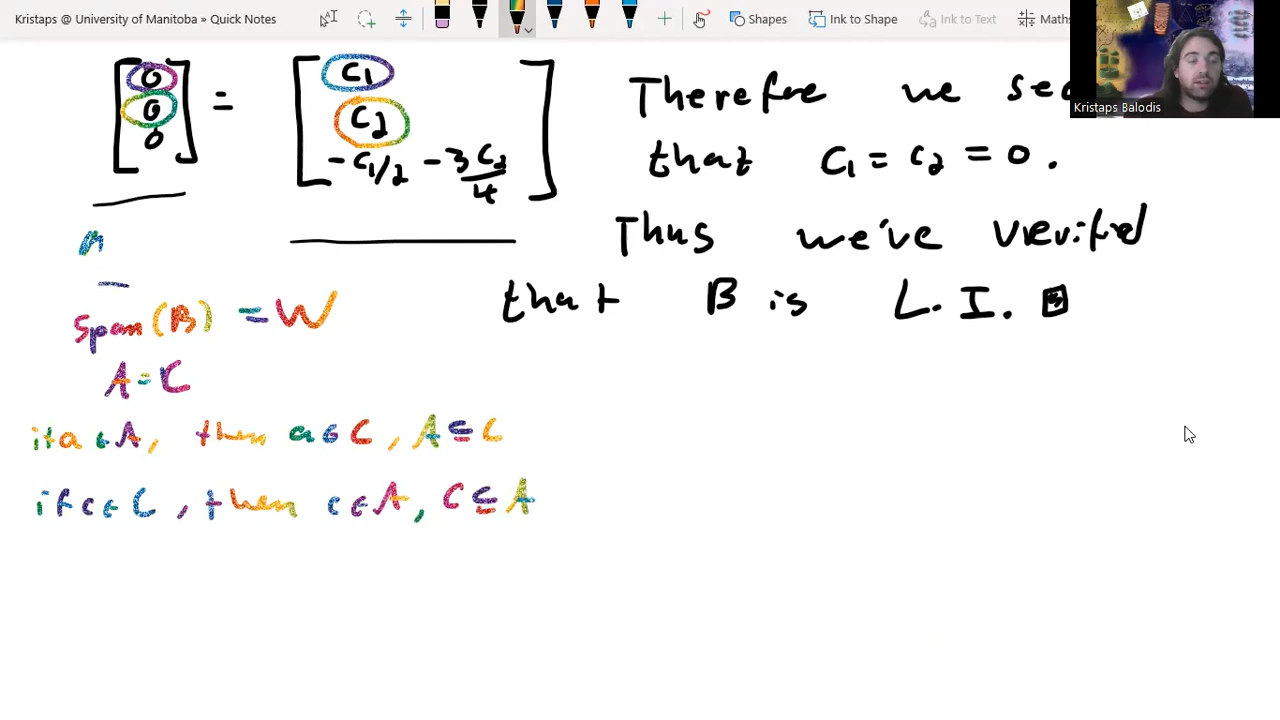 Kristaps @ University of Manitoba » Quick Notes
Shapes
Ink to Shape
Ink to Text
Maths
Kristaps Balodis
[0 0 0] = [c₁ c₂ -c₁/2 - 3c₂/4]
Therefore we see
that c₁ = c₂ = 0.
Thus we've verified
that B is L.I.
n
span(B) = W
A = C
if a ∈ A, then a ∈ C, A ⊆ C
if c ∈ C, then c ∈ A, C ⊆ A